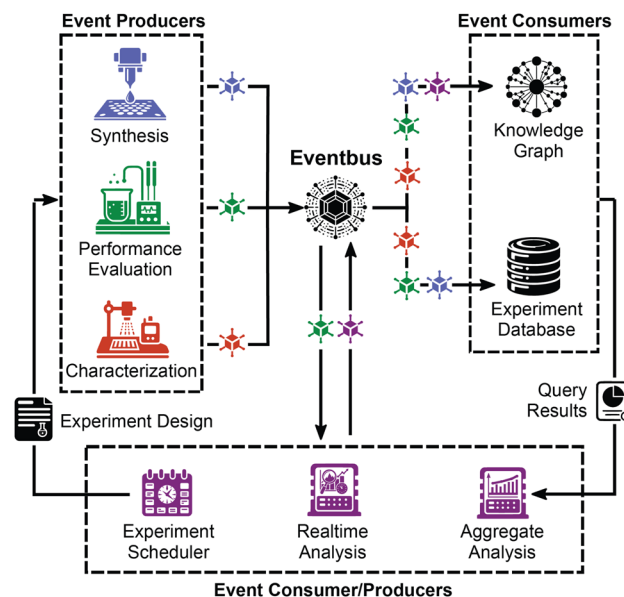 Event Producers
Event Consumers
Synthesis
Knowledge
Graph
Eventbus
Performance
Evaluation
Experiment
Database
Characterization
Experiment Design
Query
Results
Experiment
Scheduler
Realtime
Analysis
Aggregate
Analysis
Event Consumer/Producers